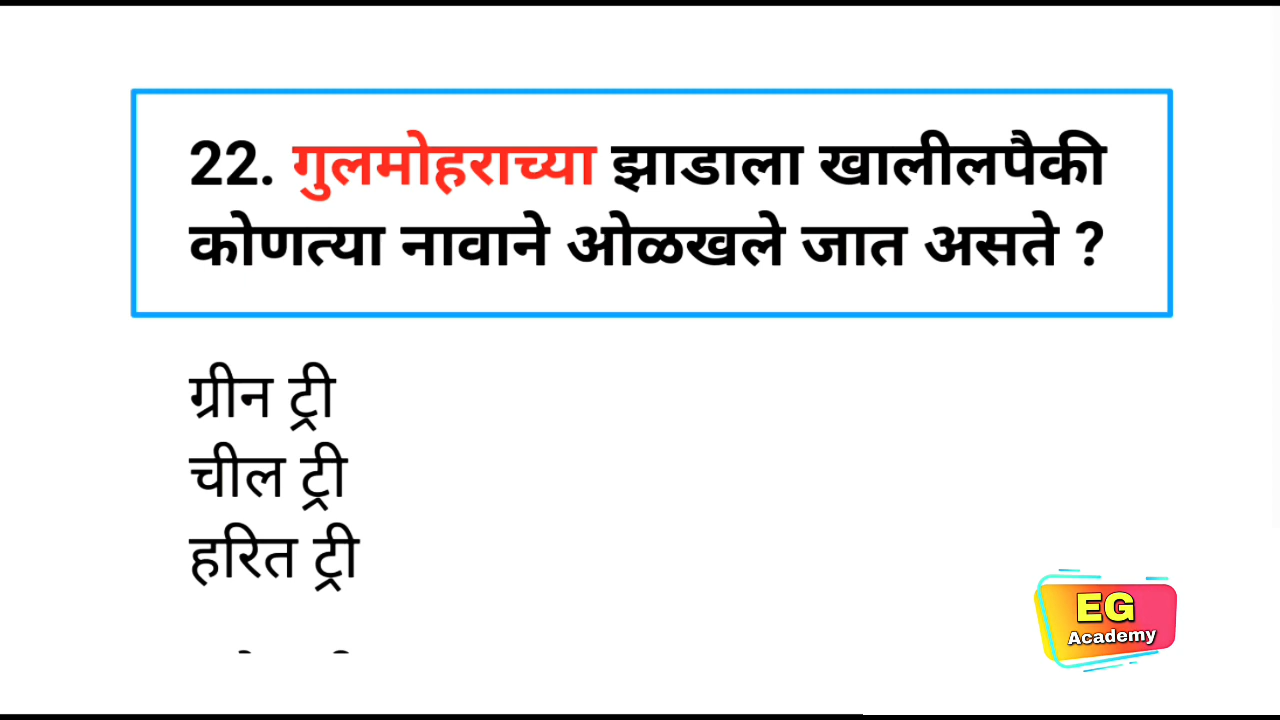 22. गुलमोहराच्या झाडाला खालीलपैकी
कोणत्या नावाने ओळखले जात असते ?
ग्रीन ट्री
चील ट्री
हरित ट्री
EG
Academy